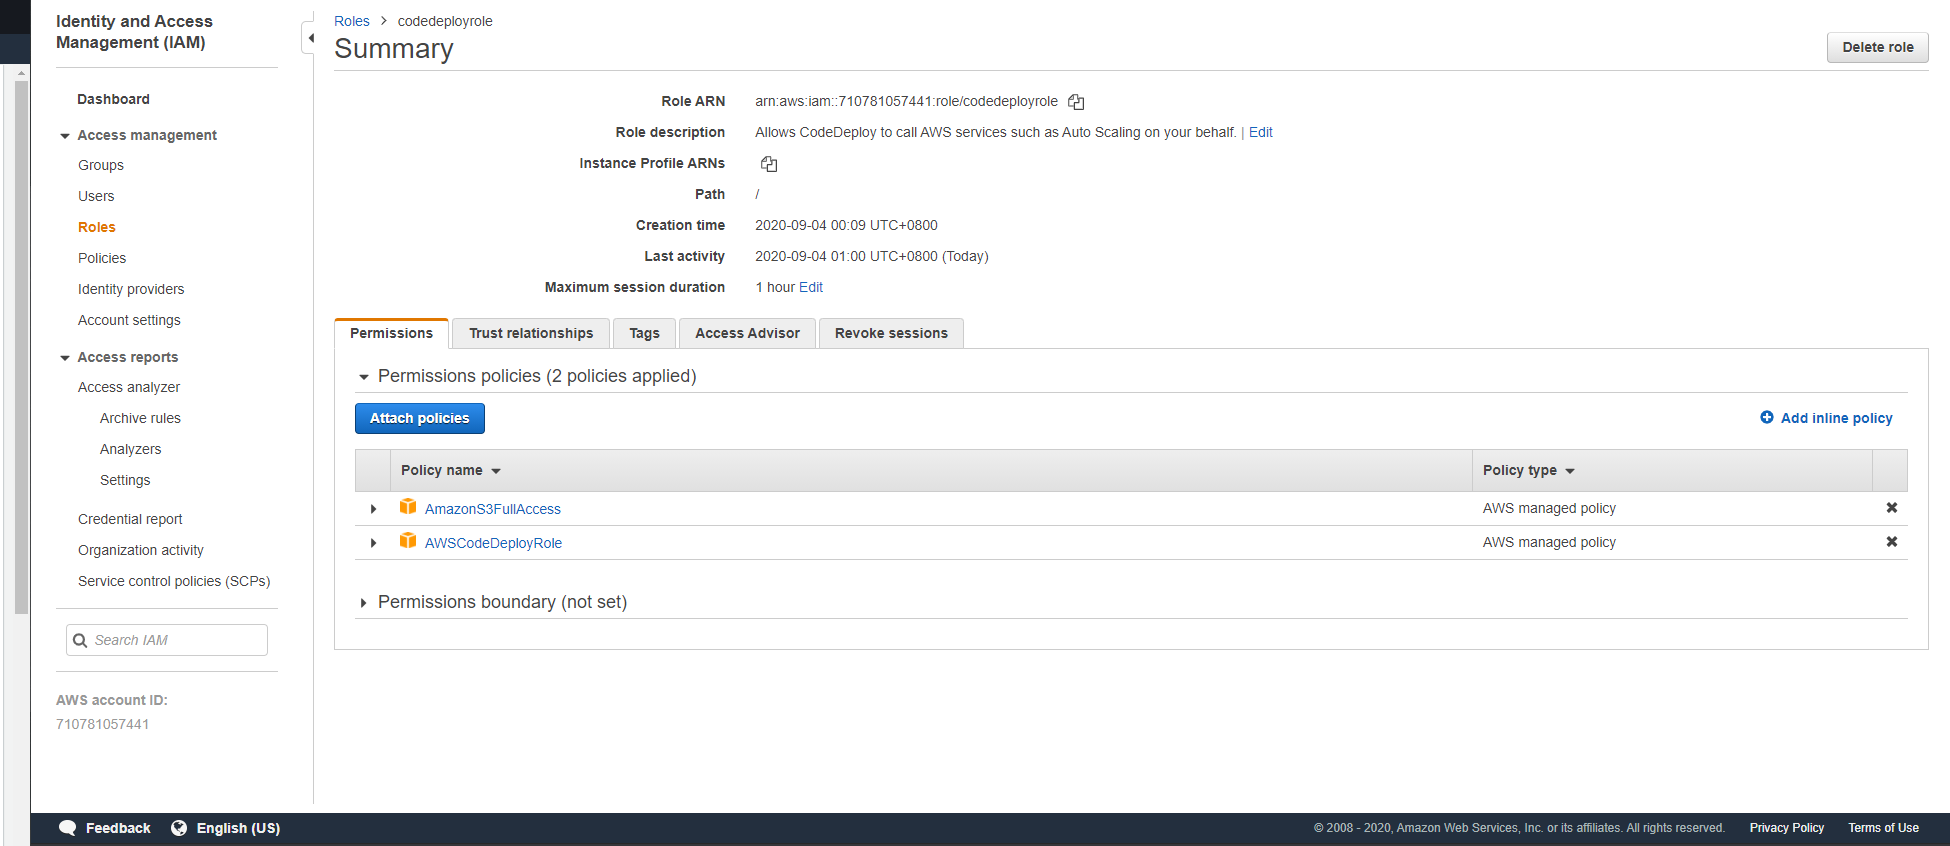 Identity and Access
Management (IAM)
Dashboard
Access management
Groups
Users
Roles
Policies
Identity providers
Account settings
Access reports
Access analyzer
Archive rules
Analyzers
Settings
Credential report
Organization activity
Service control policies (SCPs)
Search IAM
AWS account ID:
710781057441
Roles > codedeployrole
Summary
Delete role
Role ARN arn:aws:iam::710781057441:role/codedeployrole
Role description Allows CodeDeploy to call AWS services such as Auto Scaling on your behalf. | Edit
Instance Profile ARNs
Path /
Creation time 2020-09-04 00:09 UTC+0800
Last activity 2020-09-04 01:00 UTC+0800 (Today)
Maximum session duration 1 hour Edit
Permissions Trust relationships Tags Access Advisor Revoke sessions
Permissions policies (2 policies applied)
Attach policies Add inline policy
Policy name Policy type
AmazonS3FullAccess AWS managed policy
AWSCodeDeployRole AWS managed policy
Permissions boundary (not set)
Feedback English (US) © 2008 - 2020, Amazon Web Services, Inc. or its affiliates. All rights reserved. Privacy Policy Terms of Use